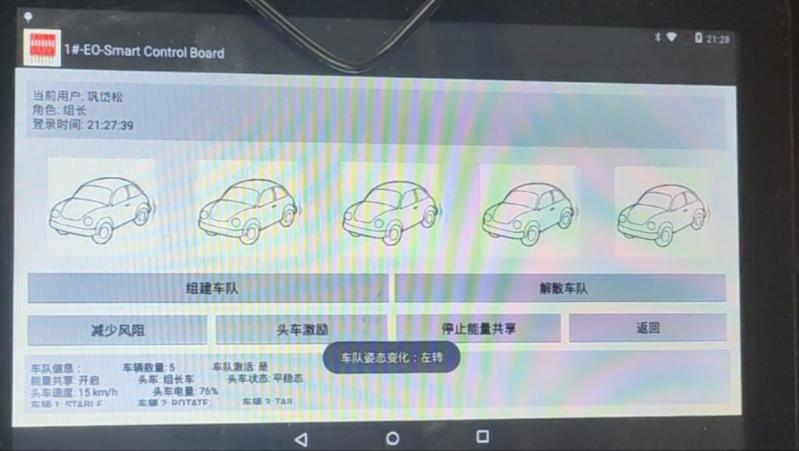 1#-EO-Smart Control Board
21:28
当前用户: 巩岱松
角色: 组长
登录时间: 21:27:39
组建车队 解散车队
减少风阻 头车激励 停止能量共享 返回
车队姿态变化：左转
车队信息： 车辆数量: 5 车队激活: 是
能量共享: 开启 头车: 组长车 头车状态: 平稳态
头车速度: 15 km/h 头车电量: 76%
车辆 1: STABLE 车辆 2: ROTATE, 车辆 3: TAIL